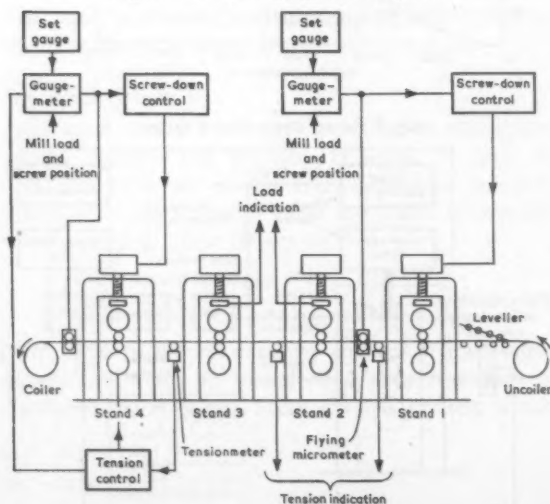 Set
gauge
Set
gauge
Gauge-
meter
Screw-down
control
Gauge-
meter
Screw-down
control
Mill load
and
screw position
Mill load
and
screw position
Load
indication
Leveller
Coiler
Uncoiler
Stand 4
Stand 3
Stand 2
Stand 1
Tensionmeter
Flying
micrometer
Tension
control
Tension indication